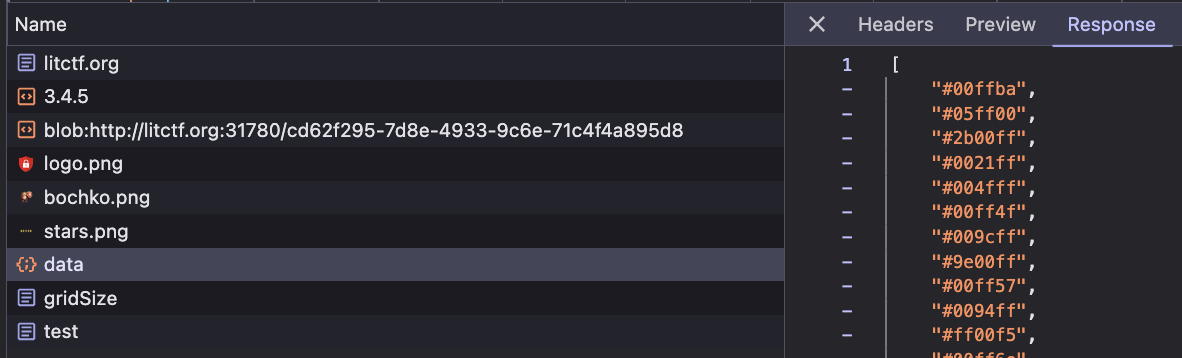 Name
Headers Preview Response
litctf.org
3.4.5
blob:http://litctf.org:31780/cd62f295-7d8e-4933-9c6e-71c4f4a895d8
logo.png
bochko.png
stars.png
data
gridSize
test
1 [
"#00ffba",
"#05ff00",
"#2b00ff",
"#0021ff",
"#004fff",
"#00ff4f",
"#009cff",
"#9e00ff",
"#00ff57",
"#0094ff",
"#ff00f5",